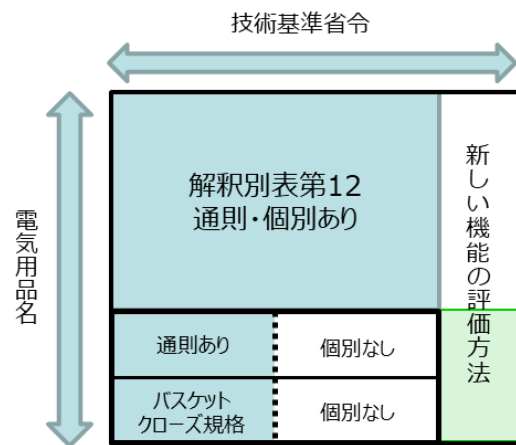 技術基準省令
電気用品名
解釈別表第12
通則・個別あり
新しい機能の評価方法
通則あり
個別なし
バスケット
クローズ規格
個別なし